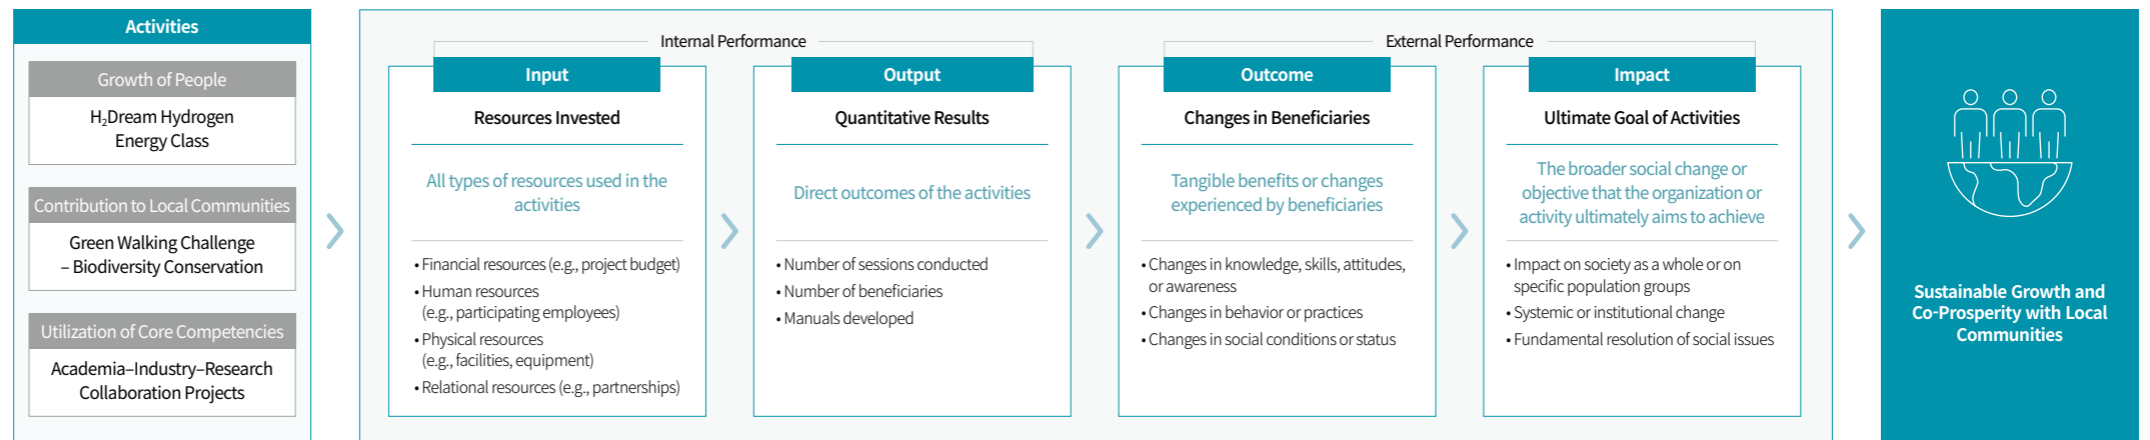 Activities
Growth of People
H₂Dream Hydrogen
Energy Class
Contribution to Local Communities
Green Walking Challenge
– Biodiversity Conservation
Utilization of Core Competencies
Academia–Industry–Research
Collaboration Projects
Internal Performance
Input
Resources Invested
All types of resources used in the
activities
• Financial resources (e.g., project budget)
• Human resources
(e.g., participating employees)
• Physical resources
(e.g., facilities, equipment)
• Relational resources (e.g., partnerships)
Output
Quantitative Results
Direct outcomes of the activities
• Number of sessions conducted
• Number of beneficiaries
• Manuals developed
External Performance
Outcome
Changes in Beneficiaries
Tangible benefits or changes
experienced by beneficiaries
• Changes in knowledge, skills, attitudes,
or awareness
• Changes in behavior or practices
• Changes in social conditions or status
Impact
Ultimate Goal of Activities
The broader social change or
objective that the organization or
activity ultimately aims to achieve
• Impact on society as a whole or on
specific population groups
• Systemic or institutional change
• Fundamental resolution of social issues
Sustainable Growth and
Co-Prosperity with Local
Communities